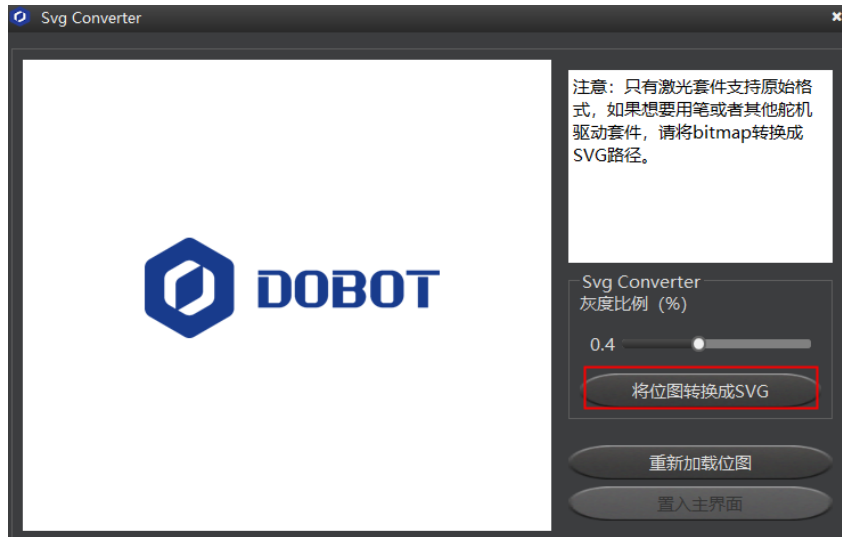 Svg Converter
注意：只有激光套件支持原始格
式，如果想要用笔或者其他舵机
驱动套件，请将bitmap转换成
SVG路径。
DOBOT
Svg Converter
灰度比例（%）
0.4
将位图转换成SVG
重新加载位图
置入主界面